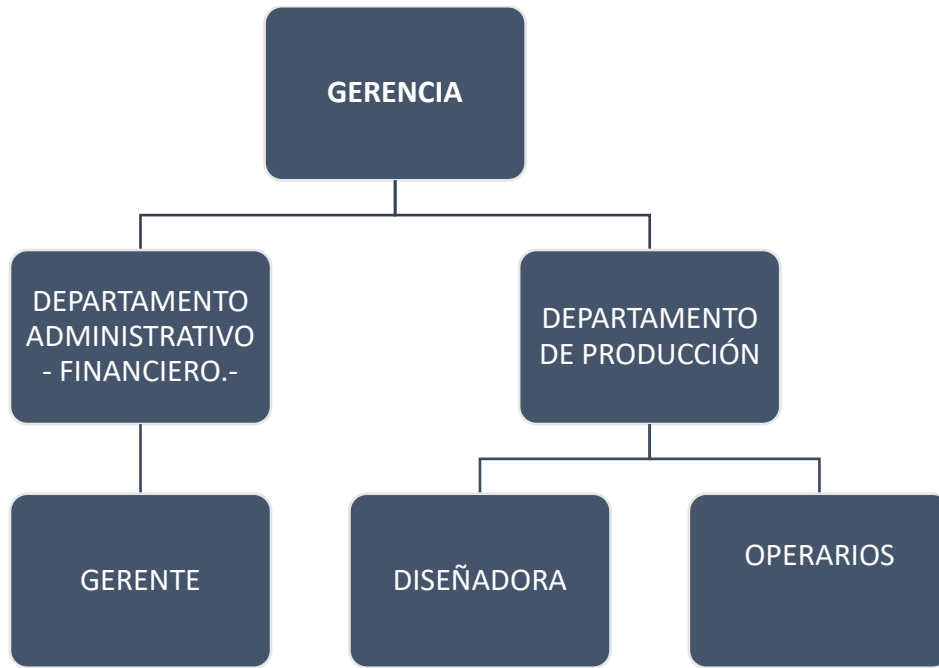 GERENCIA
DEPARTAMENTO
ADMINISTRATIVO
- FINANCIERO.-
DEPARTAMENTO
DE PRODUCCIÓN
GERENTE
DISEÑADORA
OPERARIOS